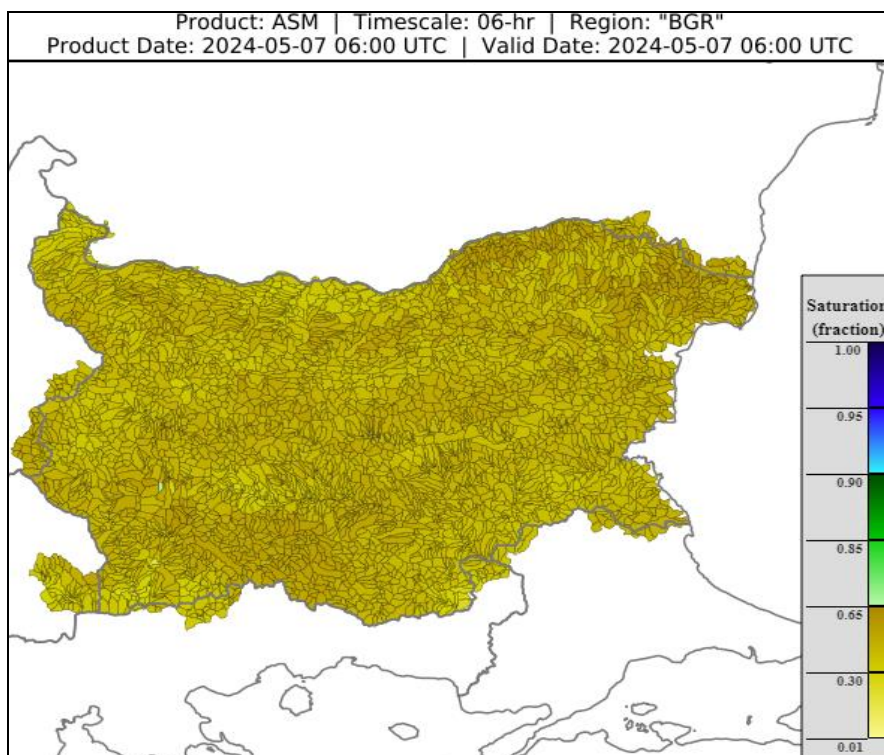 Product: ASM | Timescale: 06-hr | Region: "BGR"
Product Date: 2024-05-07 06:00 UTC | Valid Date: 2024-05-07 06:00 UTC
Saturation
(fraction)
1.00
0.95
0.90
0.85
0.65
0.30
0.01